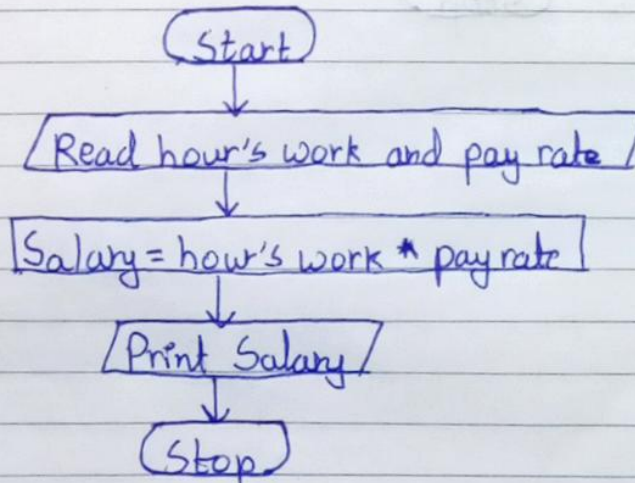 Start
Read hour's work and pay rate
Salary = hour's work * pay rate
Print Salary
Stop